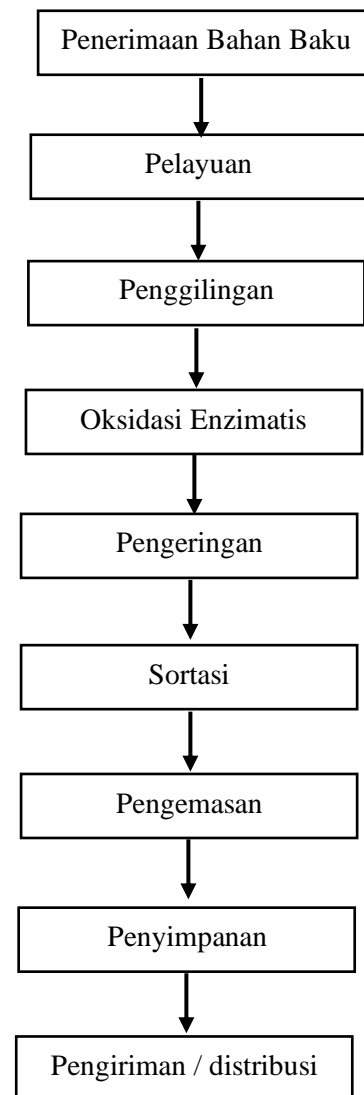 Penerimaan Bahan Baku
Pelayuan
Penggilingan
Oksidasi Enzimatis
Pengeringan
Sortasi
Pengemasan
Penyimpanan
Pengiriman / distribusi